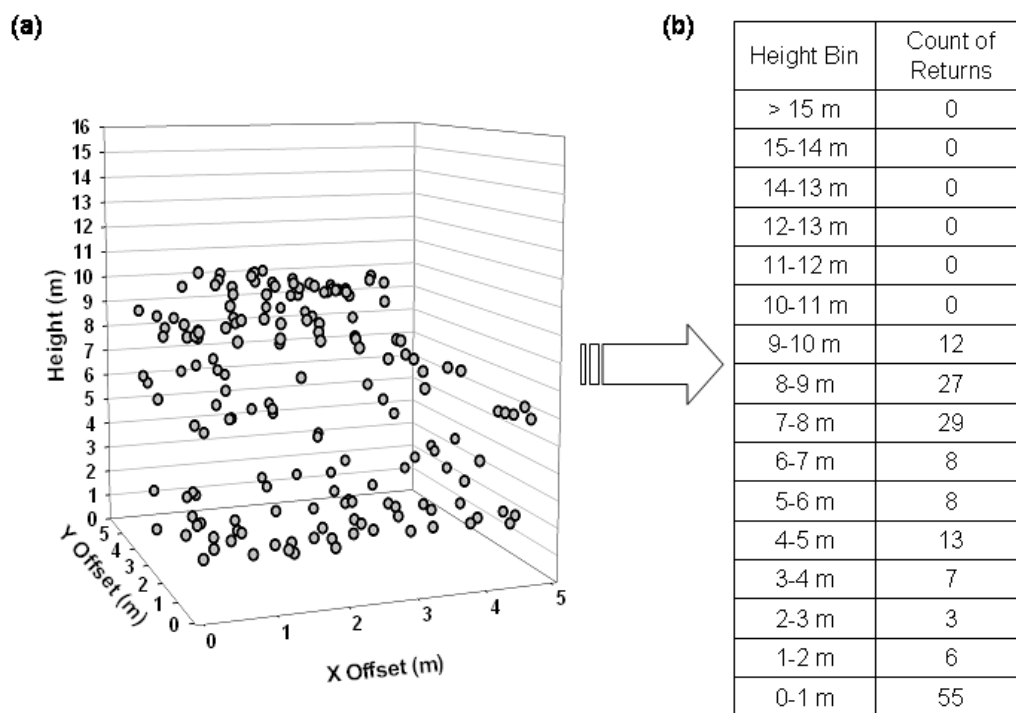 (a)
Height (m)
16
15
14
13
12
11
10
9
8
7
6
5
4
3
2
1
0
Y Offset (m)
5
4
3
2
1
0
X Offset (m)
0
1
2
3
4
5
(b)
Height Bin Count of
Returns
> 15 m 0
15-14 m 0
14-13 m 0
12-13 m 0
11-12 m 0
10-11 m 0
9-10 m 12
8-9 m 27
7-8 m 29
6-7 m 8
5-6 m 8
4-5 m 13
3-4 m 7
2-3 m 3
1-2 m 6
0-1 m 55